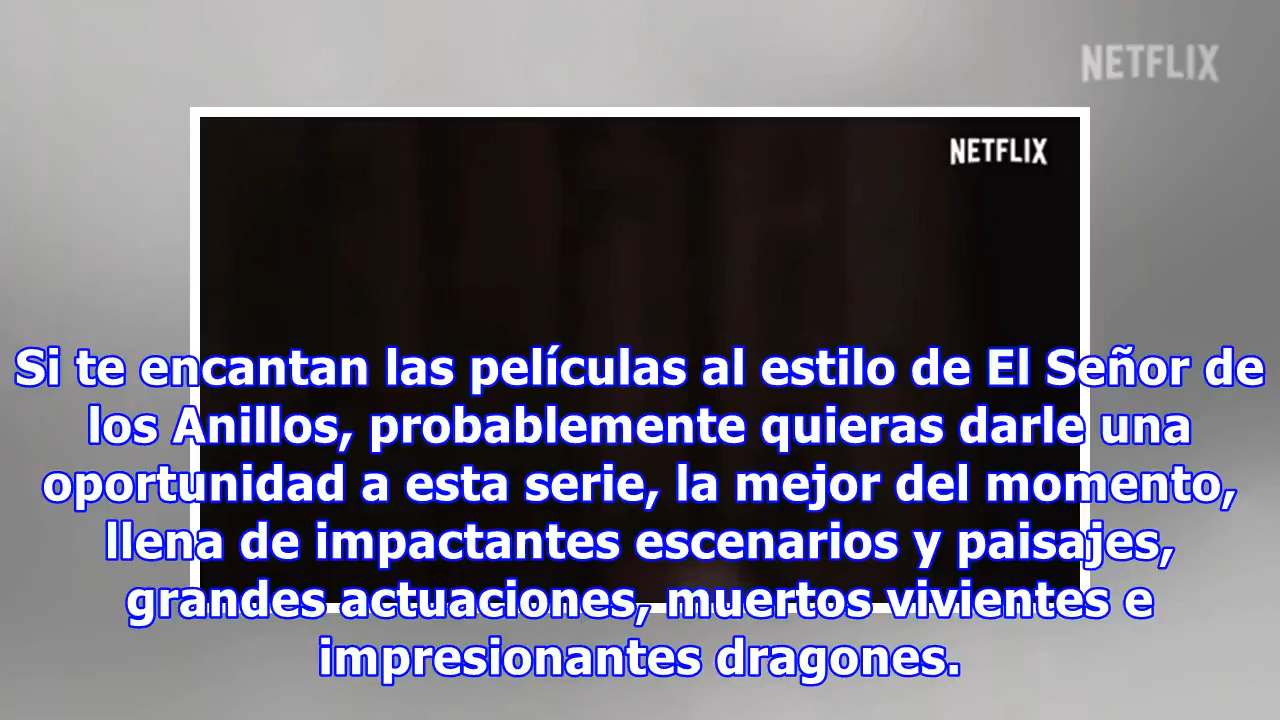 NETFLIX
NETFLIX
Si te encantan las películas al estilo de El Señor de
los Anillos, probablemente quieras darle una
oportunidad a esta serie, la mejor del momento,
llena de impactantes escenarios y paisajes,
grandes actuaciones, muertos vivientes e
impresionantes dragones.